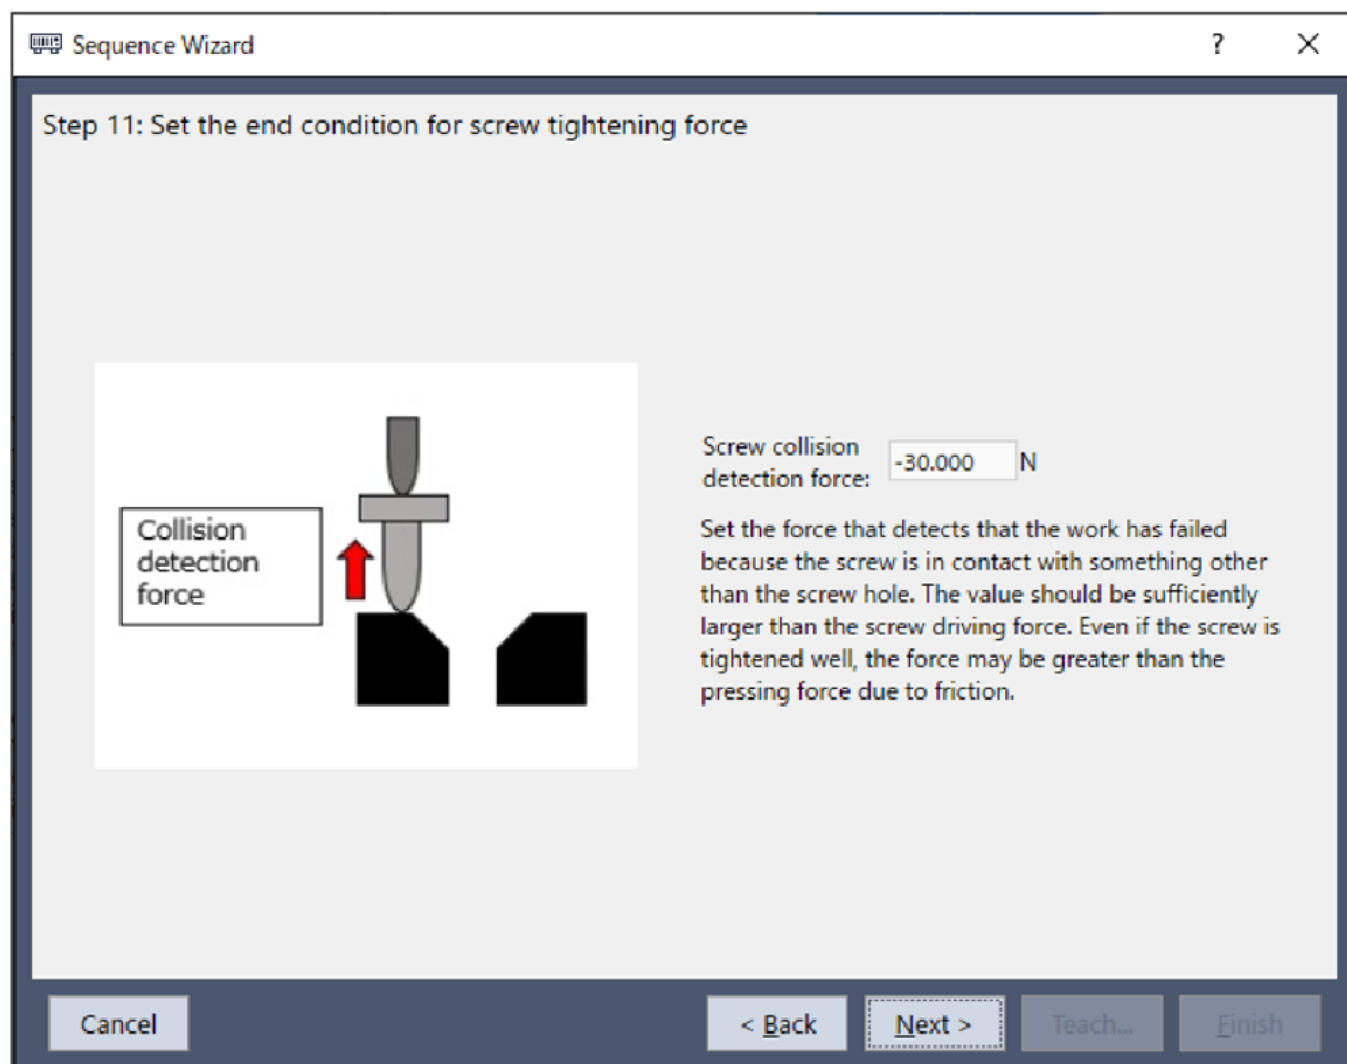 Sequence Wizard
?
Step 11: Set the end condition for screw tightening force
Collision
detection
force
Screw collision
detection force:
-30.000
N
Set the force that detects that the work has failed
because the screw is in contact with something other
than the screw hole. The value should be sufficiently
larger than the screw driving force. Even if the screw is
tightened well, the force may be greater than the
pressing force due to friction.
Cancel
< Back
Next >
Teach...
Finish